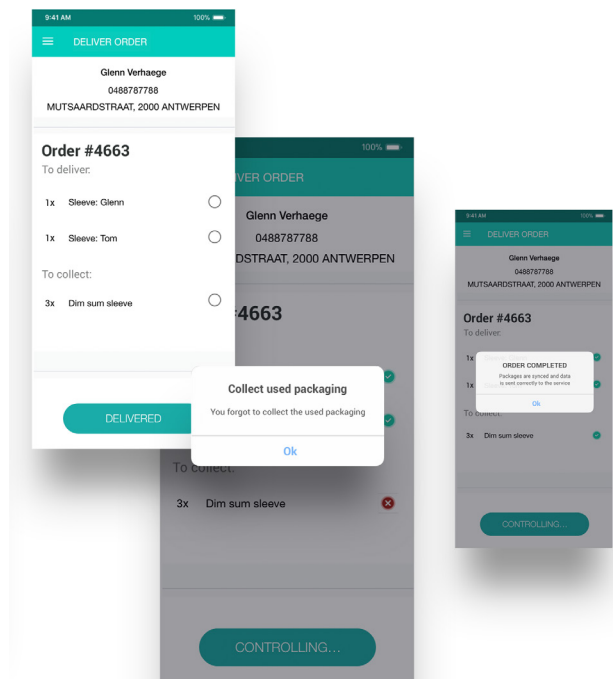 9:41 AM 100%
DELIVER ORDER
Glenn Verhaege
0488787788
MUTSAARDSTRAAT, 2000 ANTWERPEN
Order #4663
To deliver:
1x Sleeve: Glenn
1x Sleeve: Tom
To collect:
3x Dim sum sleeve
DELIVERED
100%
VER ORDER
Glenn Verhaege
0488787788
DSTRAAT, 2000 ANTWERPEN
4663
Collect used packaging
You forgot to collect the used packaging
Ok
To collect:
3x Dim sum sleeve
CONTROLLING...
9:41 AM 100%
DELIVER ORDER
Glenn Verhaege
0488787788
MUTSAARDSTRAAT, 2000 ANTWERPEN
Order #4663
To deliver:
1x
ORDER COMPLETED
Packages are synced and data
is sent correctly to the service
1x
Ok
To collect:
3x Dim sum sleeve
CONTROLLING...